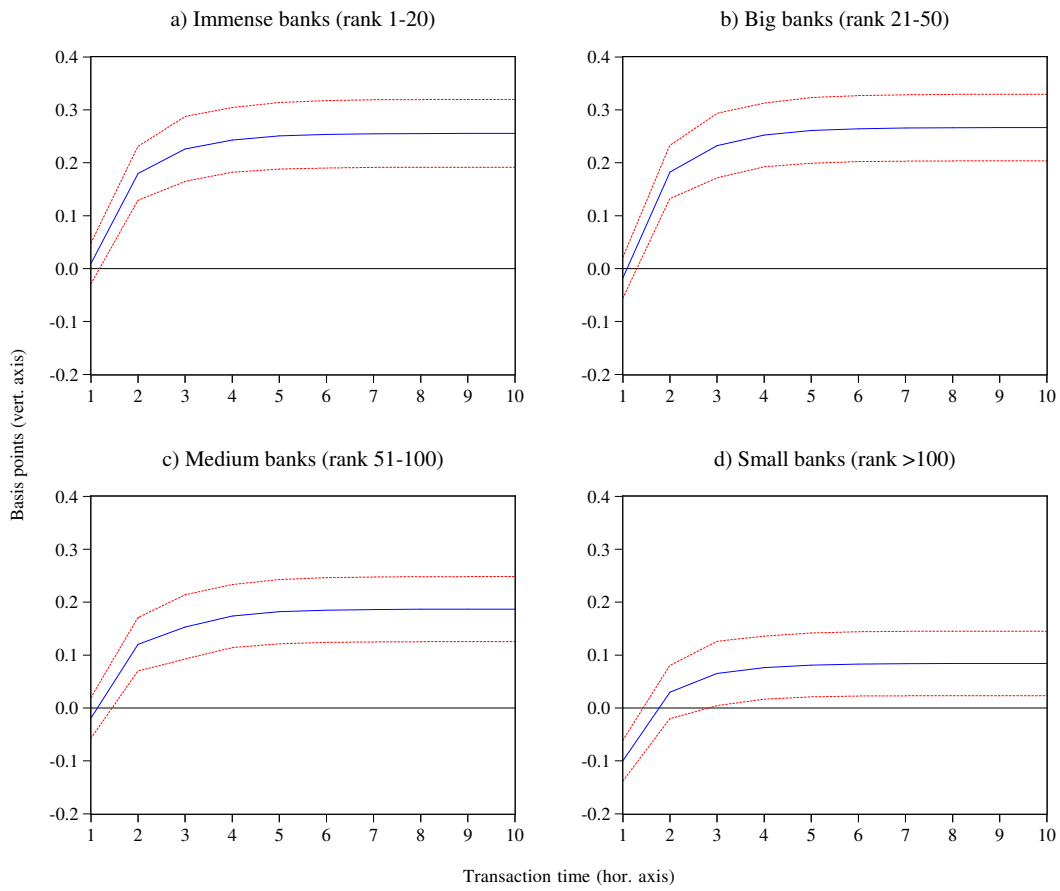 a) Immense banks (rank 1-20)
0.4
0.3
0.2
0.1
0.0
-0.1
-0.2
1 2 3 4 5 6 7 8 9 10
b) Big banks (rank 21-50)
0.4
0.3
0.2
0.1
0.0
-0.1
-0.2
1 2 3 4 5 6 7 8 9 10
Basis points (vert. axis)
c) Medium banks (rank 51-100)
0.4
0.3
0.2
0.1
0.0
-0.1
-0.2
1 2 3 4 5 6 7 8 9 10
d) Small banks (rank >100)
0.4
0.3
0.2
0.1
0.0
-0.1
-0.2
1 2 3 4 5 6 7 8 9 10
Transaction time (hor. axis)